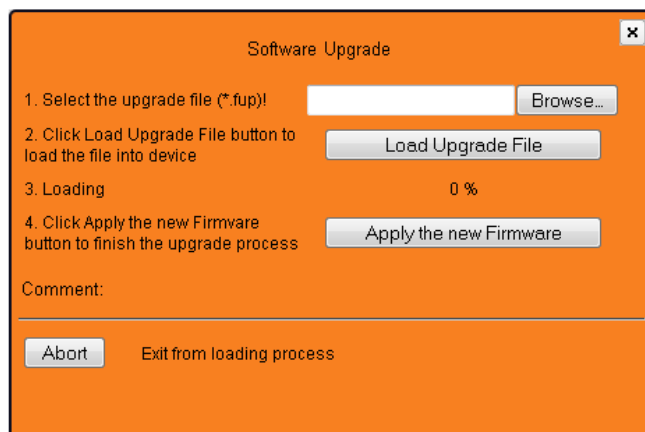 Software Upgrade
1. Select the upgrade file (*.fup)!
Browse...
2. Click Load Upgrade File button to
load the file into device
Load Upgrade File
3. Loading
0 %
4. Click Apply the new Firmvare
button to finish the upgrade process
Apply the new Firmware
Comment:
Abort
Exit from loading process